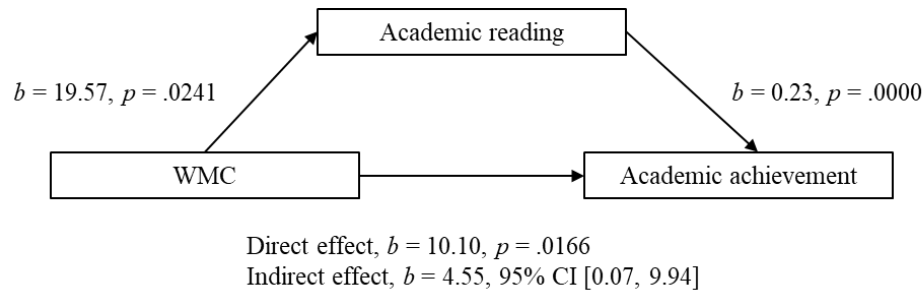 Academic reading
b = 19.57, p = .0241
b = 0.23, p = .0000
WMC
Academic achievement
Direct effect, b = 10.10, p = .0166
Indirect effect, b = 4.55, 95% CI [0.07, 9.94]